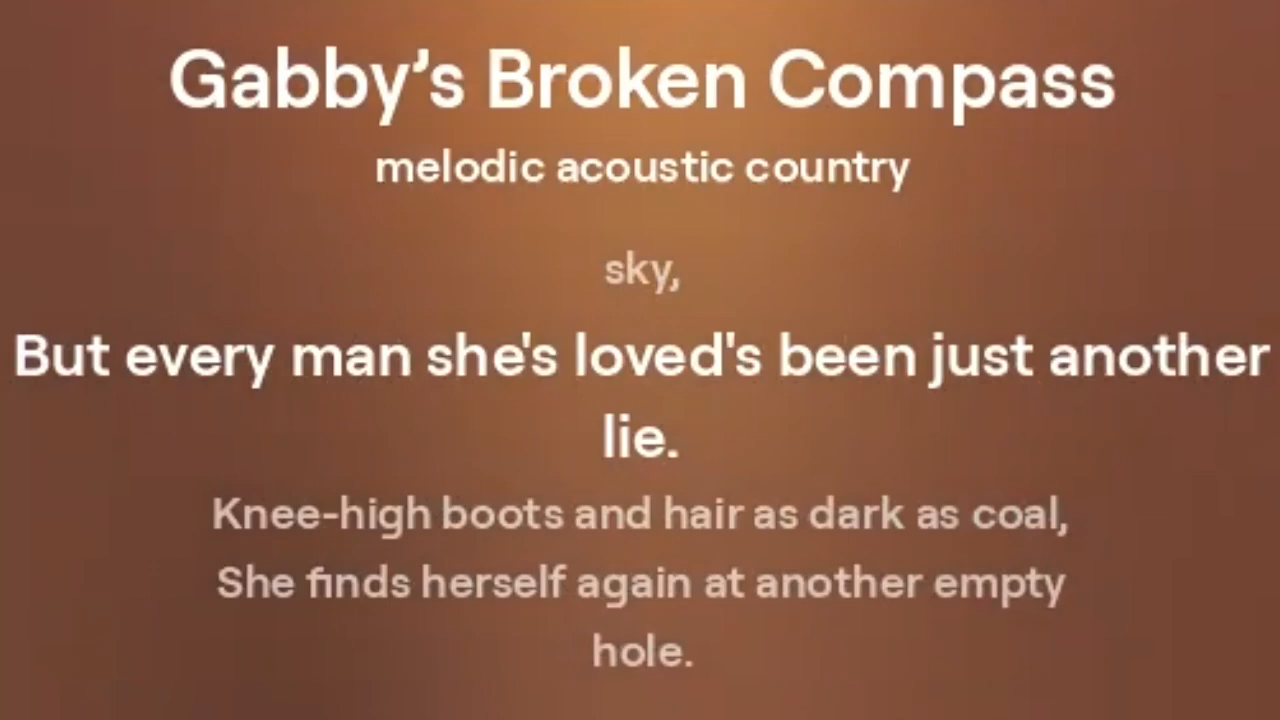 Gabby’s Broken Compass
melodic acoustic country
sky,
But every man she's loved's been just another
lie.
Knee-high boots and hair as dark as coal,
She finds herself again at another empty
hole.